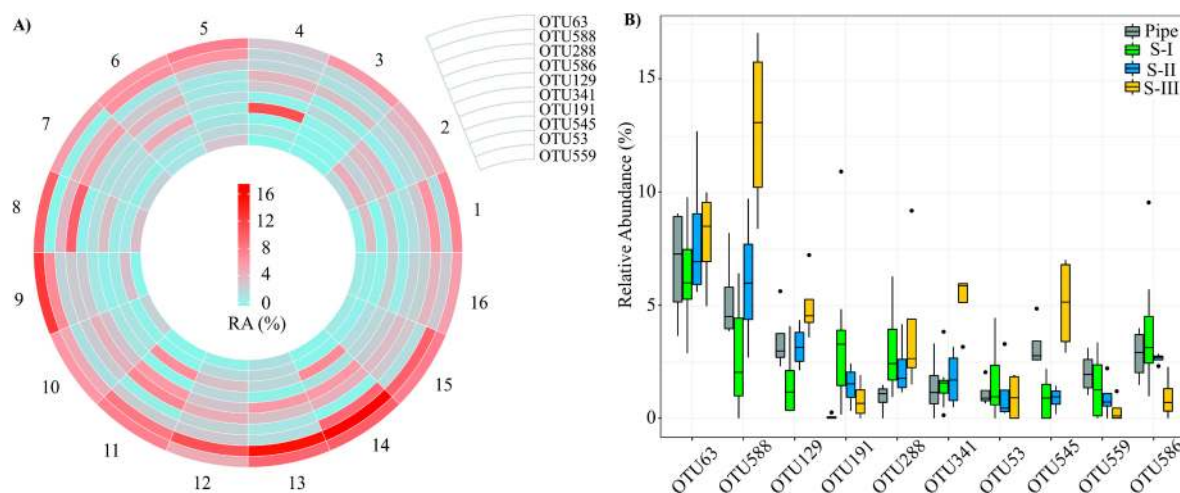 A)
5
4
3
2
1
16
15
14
13
12
11
10
9
8
7
6
16
12
8
4
0
RA (%)
OTU63
OTU588
OTU288
OTU586
OTU129
OTU341
OTU191
OTU545
OTU53
OTU559
B)
Pipe
S-I
S-II
S-III
Relative Abundance (%)
15
10
5
0
OTU63
OTU588
OTU129
OTU191
OTU288
OTU341
OTU53
OTU545
OTU559
OTU586